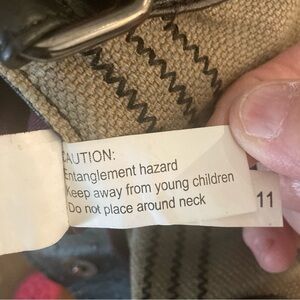 AUTION:
Entanglement hazard
Keep away from young children
Do not place around neck
11